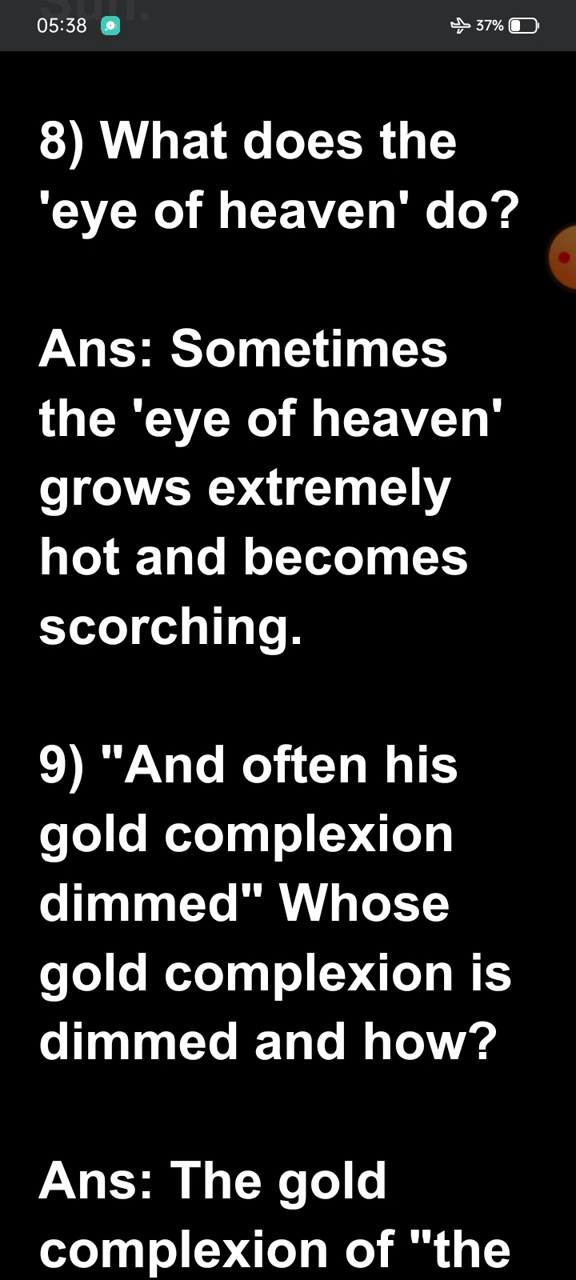 05:38
37%
8) What does the
'eye of heaven' do?
Ans: Sometimes
the 'eye of heaven'
grows extremely
hot and becomes
scorching.
9) "And often his
gold complexion
dimmed" Whose
gold complexion is
dimmed and how?
Ans: The gold
complexion of "the